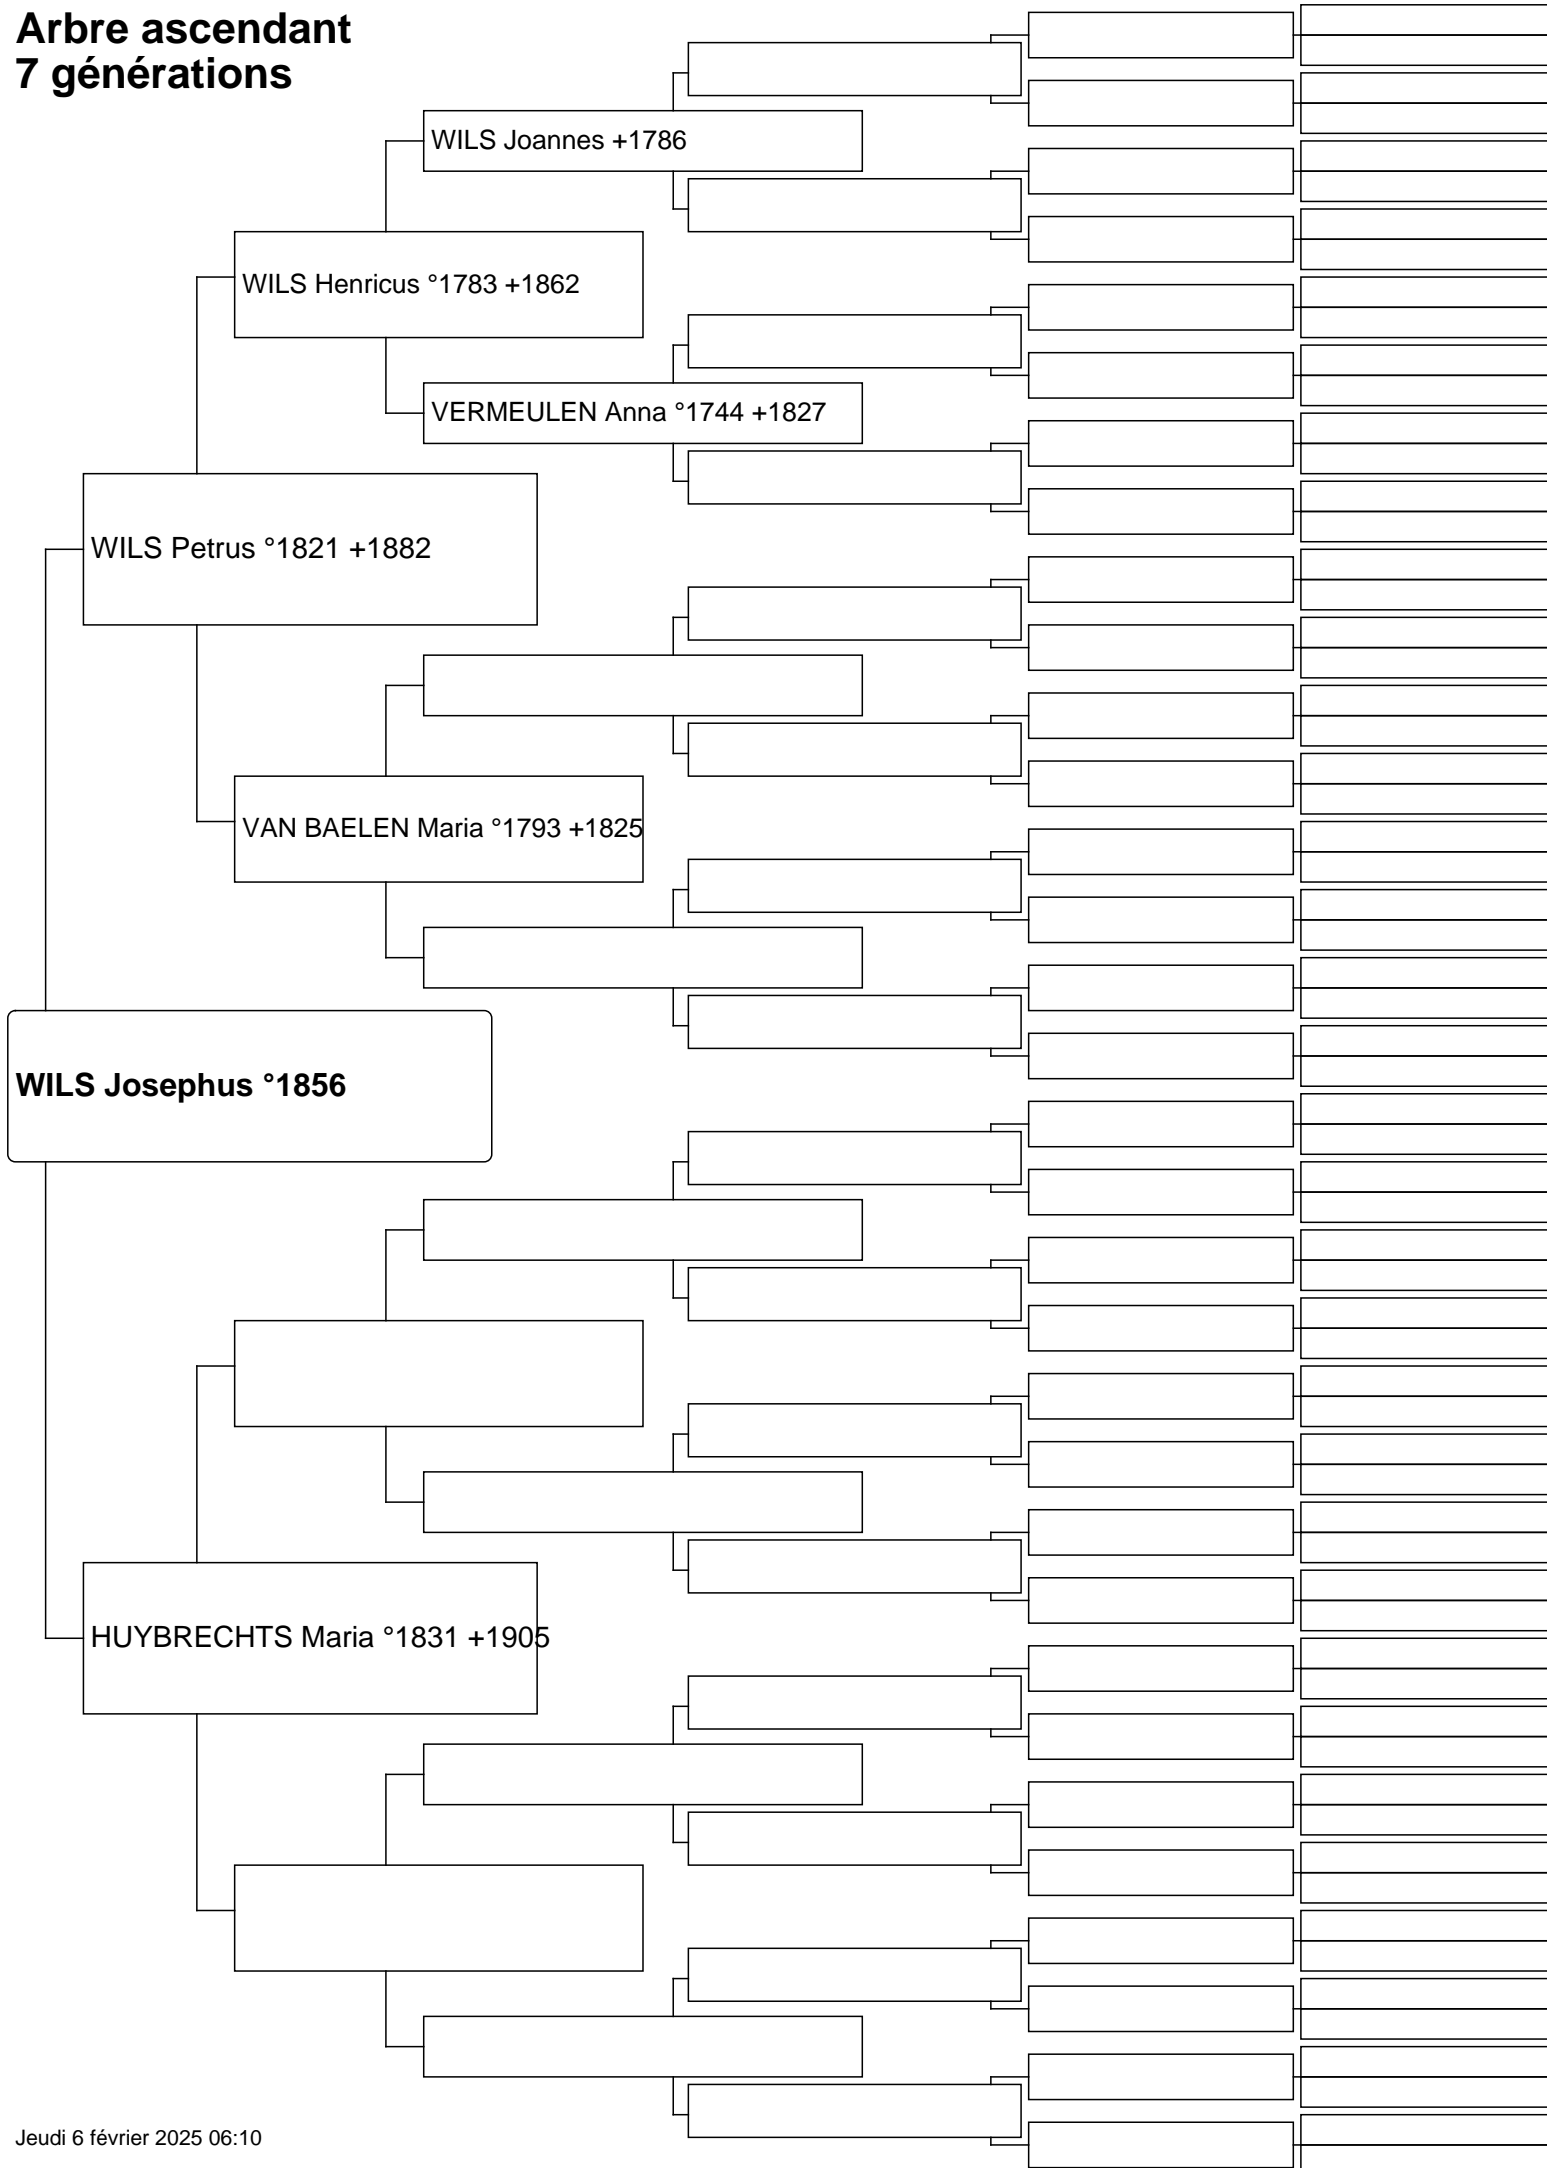 Arbre ascendant
7 générations
WILS Joannes +1786
WILS Henricus °1783 +1862
VERMEULEN Anna °1744 +1827
WILS Petrus °1821 +1882
VAN BAELEN Maria °1793 +1825
WILS Josephus °1856
HUYBRECHTS Maria °1831 +1905
Jeudi 6 février 2025 06:10